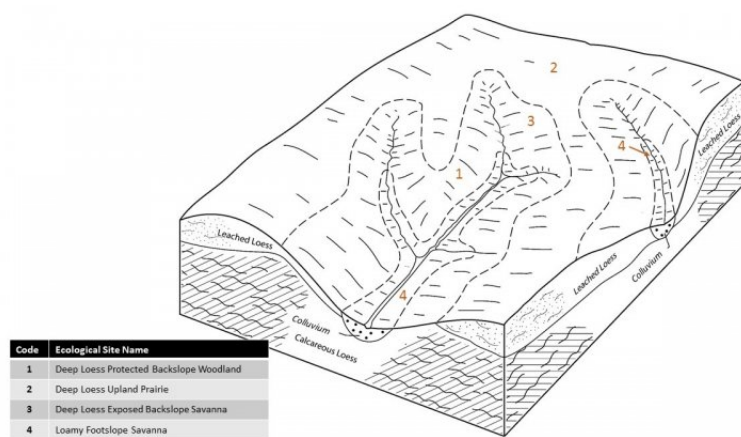 2
3
4
1
4
Leached Loess
Leached Loess
Colluvium
Leached Loess
Colluvium
Calcareous Loess
Code Ecological Site Name
1 Deep Loess Protected Backslope Woodland
2 Deep Loess Upland Prairie
3 Deep Loess Exposed Backslope Savanna
4 Loamy Footslope Savanna